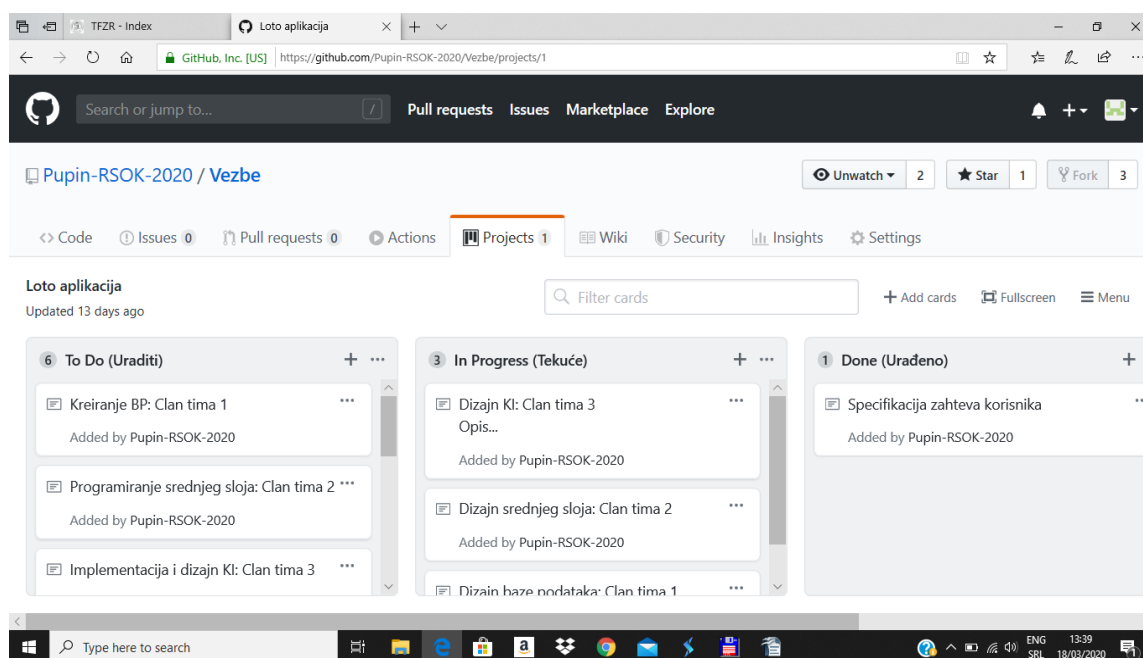 TFZR - Index
Loto aplikacija
GitHub, Inc. [US] https://github.com/Pupin-RSOK-2020/Vezbe/projects/1
Search or jump to... /
Pull requests Issues Marketplace Explore
Pupin-RSOK-2020 / Vezbe
Unwatch 2 Star 1 Fork 3
Code Issues 0 Pull requests 0 Actions Projects 1 Wiki Security Insights Settings
Loto aplikacija
Updated 13 days ago
Filter cards
Add cards Fullscreen Menu
6 To Do (Uraditi)
Kreiranje BP: Clan tima 1
Added by Pupin-RSOK-2020
Programiranje srednjeg sloja: Clan tima 2
Added by Pupin-RSOK-2020
Implementacija i dizajn KI: Clan tima 3
3 In Progress (Tekuće)
Dizajn KI: Clan tima 3
Opis...
Added by Pupin-RSOK-2020
Dizajn srednjeg sloja: Clan tima 2
Added by Pupin-RSOK-2020
Dizajn baze podataka: Clan tima 1
1 Done (Urađeno)
Specifikacija zahteva korisnika
Added by Pupin-RSOK-2020
Type here to search
ENG
SRL
13:39
18/03/2020